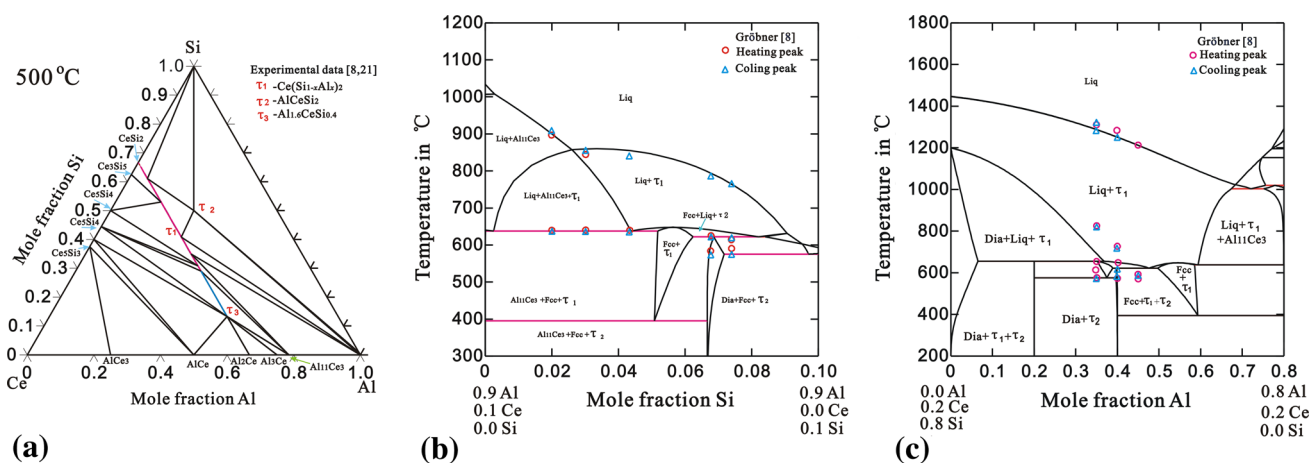 Si
500 °C
Experimental data [8,21]
τ1 -Ce(Si1-xAlx)2
τ2 -AlCeSi2
τ3 -Al1.6CeSi0.4
1.0
0.9
0.8
0.7
0.6
0.5
0.4
0.3
0.2
0.1
0
CeSi2
Ce3Si5
Ce5Si4
Ce5Si4
Ce5Si3
Mole fraction Si
τ2
τ1
τ3
AlCe3
AlCe
Al2Ce
Al3Ce
Al11Ce3
Ce
0.2
0.4
0.6
0.8
1.0
Al
Mole fraction Al
(a)
1200
1100
1000
900
800
700
600
500
400
300
Temperature in ℃
Gröbner [8]
Heating peak
Coling peak
Liq
Liq+Al11Ce3
Liq+τ1
Liq+Al11Ce3+τ1
Fcc+Liq+τ2
Fcc+
τ1
Al11Ce3+Fcc+τ1
Dia+Fcc+τ2
Al11Ce3+Fcc+τ2
0
0.02
0.04
0.06
0.08
0.10
0.9 Al
0.1 Ce
0.0 Si
Mole fraction Si
0.9 Al
0.0 Ce
0.1 Si
(b)
1800
1600
1400
1200
1000
800
600
400
200
Temperature in ℃
Gröbner [8]
Heating peak
Cooling peak
Liq
Liq+τ1
Dia+Liq+τ1
Liq+τ1
+Al11Ce3
Fcc
+
τ1
Dia+τ2
Fcc+τ1+τ2
Dia+τ1+τ2
0
0.1
0.2
0.3
0.4
0.5
0.6
0.7
0.8
0.0 Al
0.2 Ce
0.8 Si
Mole fraction Al
0.8 Al
0.2 Ce
0.0 Si
(c)